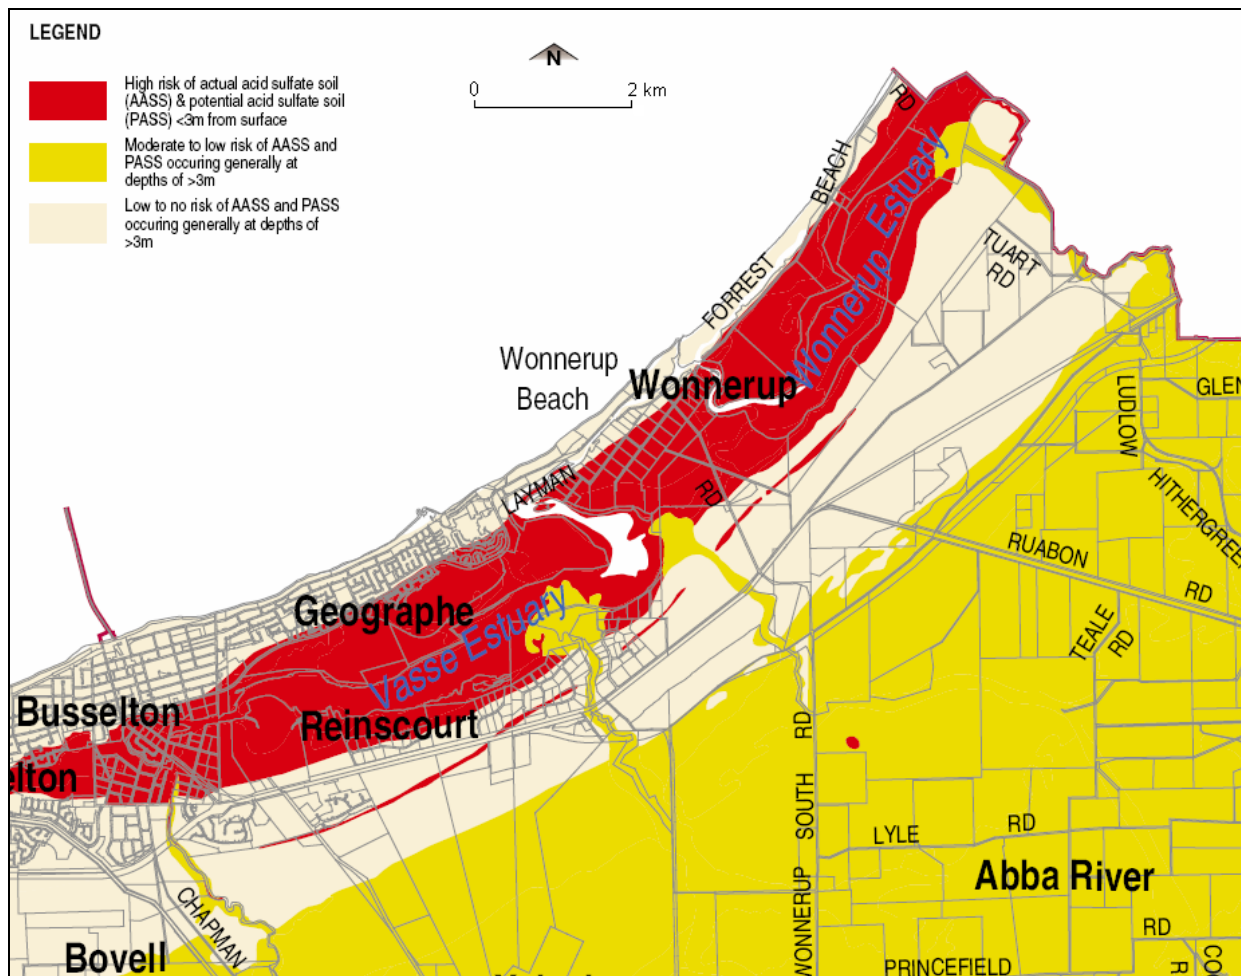 LEGEND
High risk of actual acid sulfate soil
(AASS) & potential acid sulfate soil
(PASS) <3m from surface
Moderate to low risk of AASS and
PASS occuring generally at
depths of >3m
Low to no risk of AASS and PASS
occuring generally at depths of
>3m
N
0 2 km
RD
BEACH
FORREST
Wonnerup Estuary
TUART
RD
Wonnerup
Beach
Wonnerup
LUDLOW
GLEN
LAYMAN
RD
HITHERGREEN
RUABON
RD
Geographe
Vasse Estuary
TEALE
RD
Busselton
Reinscourt
RD
elton
SOUTH
LYLE
RD
Abba River
CHAPMAN
WONNERUP
RD
Bovell
PRINCEFIELD
R
CO